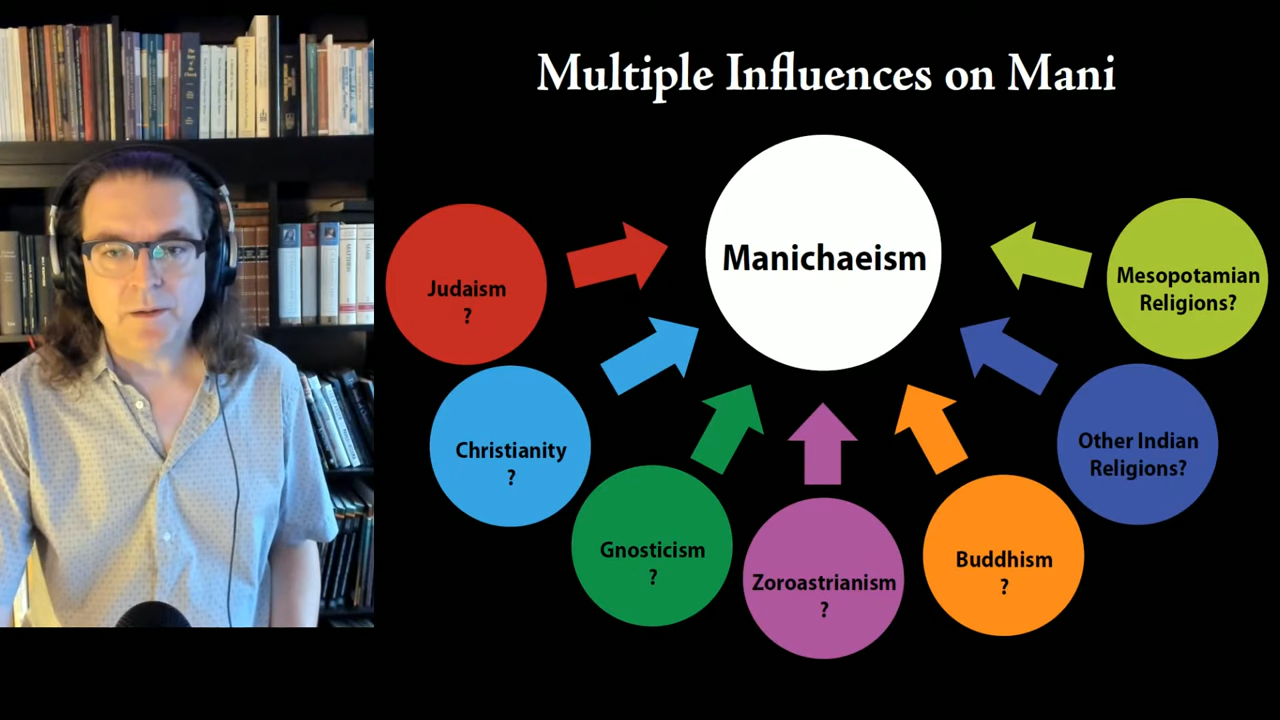 Multiple Influences on Mani
Manichaeism
Judaism
?
Christianity
?
Gnosticism
?
Zoroastrianism
?
Buddhism
?
Other Indian
Religions?
Mesopotamian
Religions?